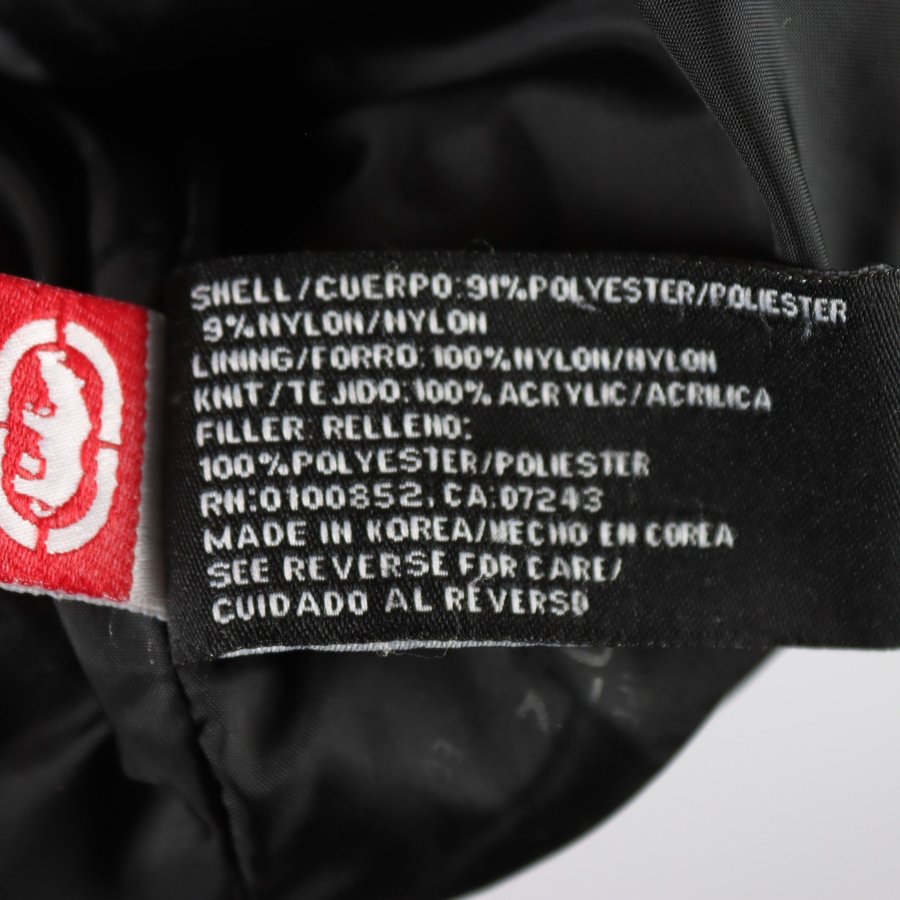 SHELL/CUERPO:91%POLYESTER/POLIESTER
9%NYLON/NYLON
LINING/FORRO:100%NYLON/NYLON
KNIT/TEJIDO:100% ACRYLIC/ACRILICA
FILLER: RELLENO:
100%POLYESTER/POLIESTER
RN:0100852, CA:07243
MADE IN KOREA/HECHO EN COREA
SEE REVERSE FOR CARE/
CUIDADO AL REVERSO